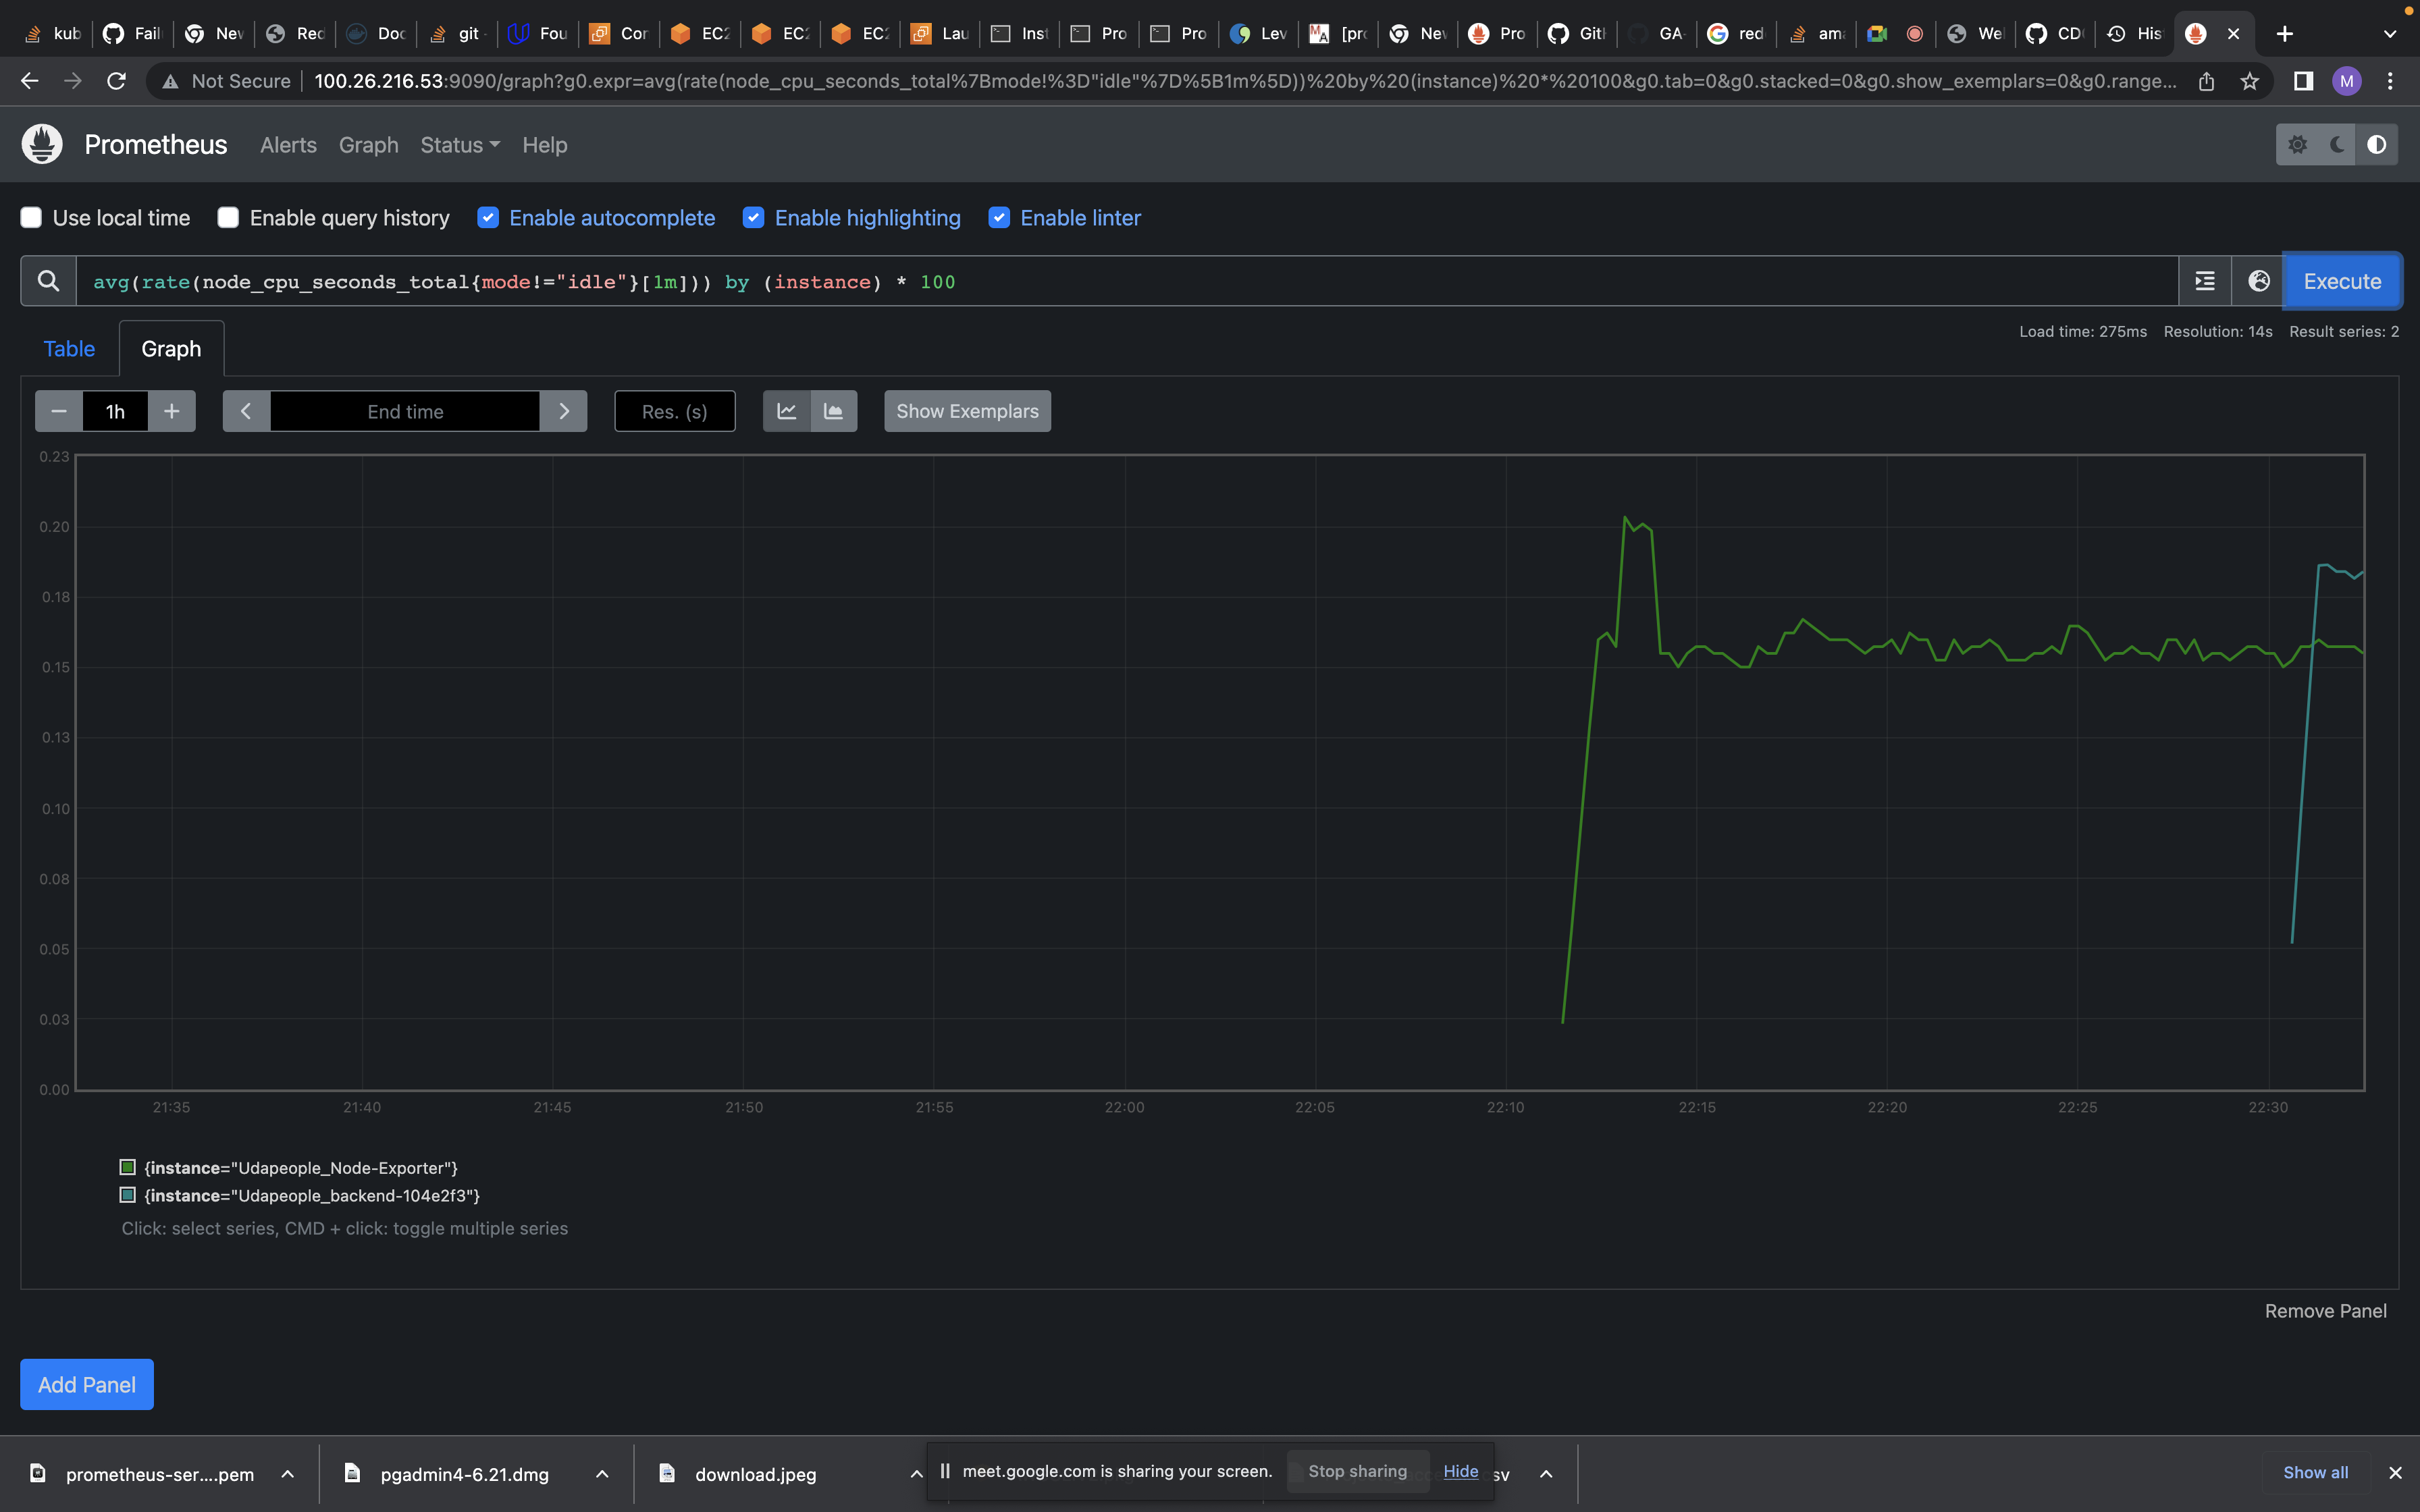 kub Fail New Red Doc git - Fou Cor EC2 EC2 EC2 Lau Inst Pro Pro Lev [pro New Pro Git GA- red ama We CD His
Not Secure 100.26.216.53:9090/graph?g0.expr=avg(rate(node_cpu_seconds_total%7Bmode!%3D"idle"%7D%5B1m%5D))%20by%20(instance)%20*%20100&g0.tab=0&g0.stacked=0&g0.show_exemplars=0&g0.range... M
Prometheus Alerts Graph Status Help
Use local time Enable query history Enable autocomplete Enable highlighting Enable linter
avg(rate(node_cpu_seconds_total{mode!="idle"}[1m])) by (instance) * 100 Execute
Load time: 275ms Resolution: 14s Result series: 2
Table Graph
1h End time Res. (s) Show Exemplars
0.23
0.20
0.18
0.15
0.13
0.10
0.08
0.05
0.03
0.00
21:35 21:40 21:45 21:50 21:55 22:00 22:05 22:10 22:15 22:20 22:25 22:30
{instance="Udapeople_Node-Exporter"}
{instance="Udapeople_backend-104e2f3"}
Click: select series, CMD + click: toggle multiple series
Remove Panel
Add Panel
prometheus-ser....pem pgadmin4-6.21.dmg download.jpeg meet.google.com is sharing your screen. Stop sharing Hide sv Show all